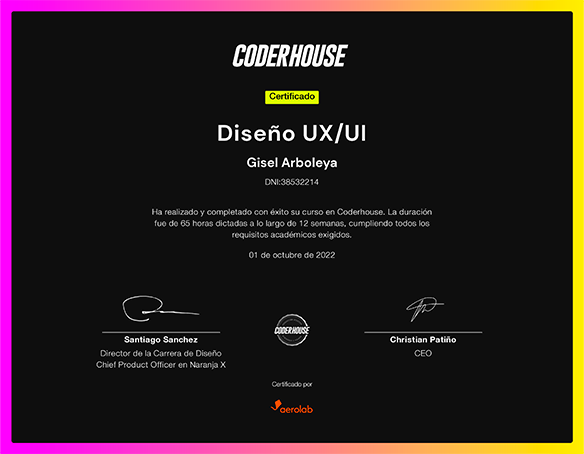 CODERHOUSE
Certificado
Diseño UX/UI
Gisel Arboleya
DNI:38532214
Ha realizado y completado con éxito su curso en Coderhouse. La duración
fue de 65 horas dictadas a lo largo de 12 semanas, cumpliendo todos los
requisitos académicos exigidos.
01 de octubre de 2022
CODERHOUSE
Santiago Sanchez
Director de la Carrera de Diseño
Chief Product Officer en Naranja X
Christian Patiño
CEO
Certificado por
aerolab